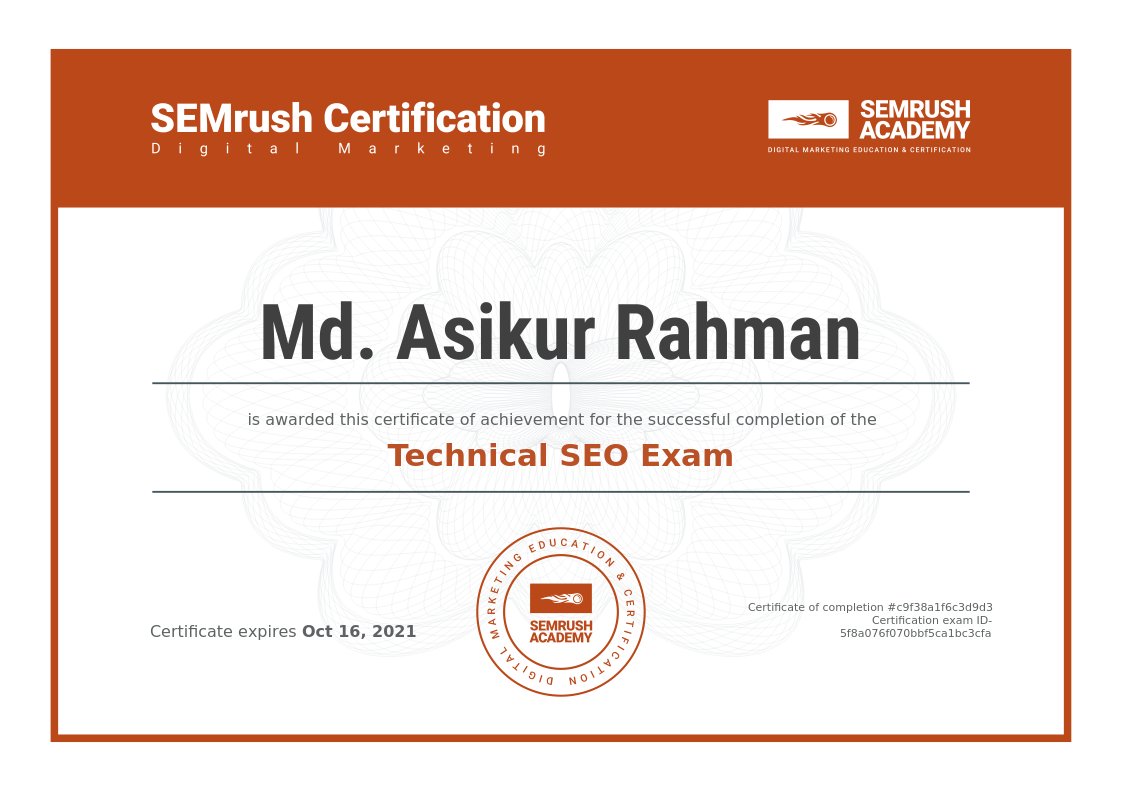 SEMrush Certification
Digital Marketing
SEMRUSH
ACADEMY
DIGITAL MARKETING EDUCATION & CERTIFICATION
Md. Asikur Rahman
is awarded this certificate of achievement for the successful completion of the
Technical SEO Exam
Certificate expires Oct 16, 2021
DIGITAL MARKETING EDUCATION & CERTIFICATION
SEMRUSH
ACADEMY
Certificate of completion #c9f38a1f6c3d9d3
Certification exam ID-
5f8a076f070bbf5ca1bc3cfa